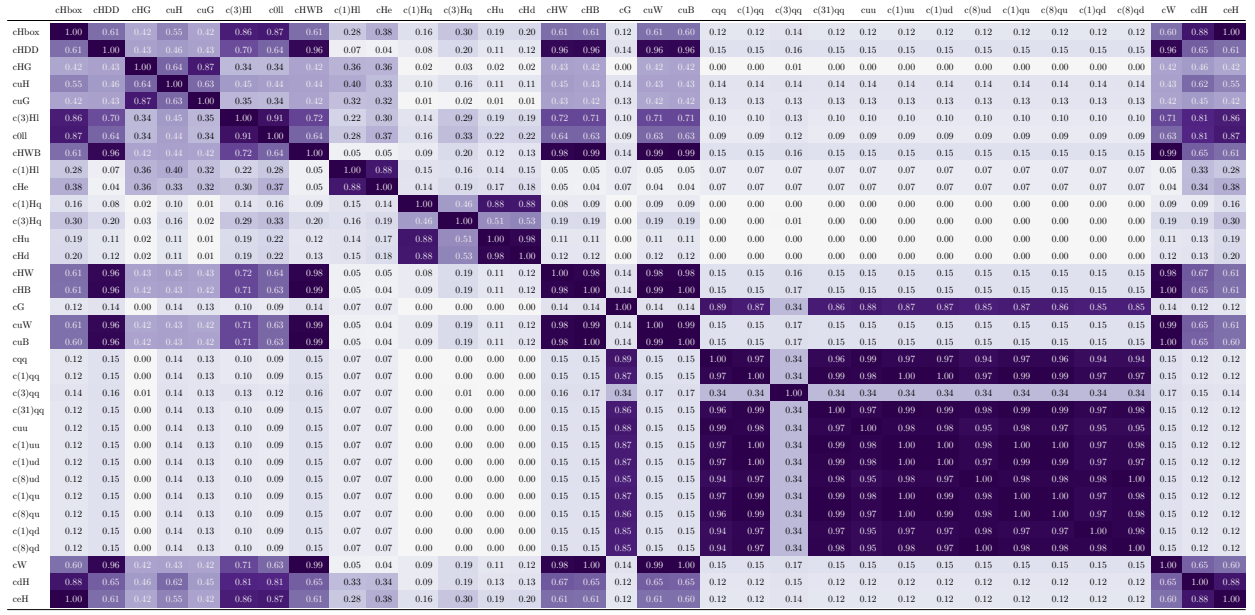 cHbox cHDD cHG cuH cuG c(3)Hl c0ll cHWB c(1)Hl cHe c(1)Hq c(3)Hq cHu cHd cHW cHB cG cuW cuB cqq c(1)qq c(3)qq c(31)qq cuu c(1)uu c(1)ud c(8)ud c(1)qu c(8)qu c(1)qd c(8)qd cW cdH ceH
cHbox 1.00 0.61 0.42 0.55 0.42 0.86 0.87 0.61 0.28 0.38 0.16 0.30 0.19 0.20 0.61 0.61 0.12 0.61 0.60 0.12 0.12 0.14 0.12 0.12 0.12 0.12 0.12 0.12 0.12 0.12 0.12 0.60 0.88 1.00
cHDD 0.61 1.00 0.43 0.46 0.43 0.70 0.64 0.96 0.07 0.04 0.08 0.20 0.11 0.12 0.96 0.96 0.14 0.96 0.96 0.15 0.15 0.16 0.15 0.15 0.15 0.15 0.15 0.15 0.15 0.15 0.15 0.96 0.65 0.61
cHG 0.42 0.43 1.00 0.64 0.87 0.34 0.34 0.42 0.36 0.36 0.02 0.03 0.02 0.02 0.43 0.42 0.00 0.42 0.42 0.00 0.00 0.01 0.00 0.00 0.00 0.00 0.00 0.00 0.00 0.00 0.00 0.42 0.46 0.42
cuH 0.55 0.46 0.64 1.00 0.63 0.45 0.44 0.44 0.40 0.33 0.10 0.16 0.11 0.11 0.45 0.43 0.14 0.43 0.43 0.14 0.14 0.14 0.14 0.14 0.14 0.14 0.14 0.14 0.14 0.14 0.14 0.43 0.62 0.55
cuG 0.42 0.43 0.87 0.63 1.00 0.35 0.34 0.42 0.32 0.32 0.01 0.02 0.01 0.01 0.43 0.42 0.13 0.42 0.42 0.13 0.13 0.13 0.13 0.13 0.13 0.13 0.13 0.13 0.13 0.13 0.13 0.42 0.45 0.42
c(3)Hl 0.86 0.70 0.34 0.45 0.35 1.00 0.91 0.72 0.22 0.30 0.14 0.29 0.19 0.19 0.72 0.71 0.10 0.71 0.71 0.10 0.10 0.13 0.10 0.10 0.10 0.10 0.10 0.10 0.10 0.10 0.10 0.71 0.81 0.86
c0ll 0.87 0.64 0.34 0.44 0.34 0.91 1.00 0.64 0.28 0.37 0.16 0.33 0.22 0.22 0.64 0.63 0.09 0.63 0.63 0.09 0.09 0.12 0.09 0.09 0.09 0.09 0.09 0.09 0.09 0.09 0.09 0.63 0.81 0.87
cHWB 0.61 0.96 0.42 0.44 0.42 0.72 0.64 1.00 0.05 0.05 0.09 0.20 0.12 0.13 0.98 0.99 0.14 0.99 0.99 0.15 0.15 0.16 0.15 0.15 0.15 0.15 0.15 0.15 0.15 0.15 0.15 0.99 0.65 0.61
c(1)Hl 0.28 0.07 0.36 0.40 0.32 0.22 0.28 0.05 1.00 0.88 0.15 0.16 0.14 0.15 0.05 0.05 0.07 0.05 0.05 0.07 0.07 0.07 0.07 0.07 0.07 0.07 0.07 0.07 0.07 0.07 0.07 0.05 0.33 0.28
cHe 0.38 0.04 0.36 0.33 0.32 0.30 0.37 0.05 0.88 1.00 0.14 0.19 0.17 0.18 0.05 0.04 0.07 0.04 0.04 0.07 0.07 0.07 0.07 0.07 0.07 0.07 0.07 0.07 0.07 0.07 0.07 0.04 0.34 0.38
c(1)Hq 0.16 0.08 0.02 0.10 0.01 0.14 0.16 0.09 0.15 0.14 1.00 0.46 0.88 0.88 0.08 0.09 0.00 0.09 0.09 0.00 0.00 0.00 0.00 0.00 0.00 0.00 0.00 0.00 0.00 0.00 0.00 0.09 0.09 0.16
c(3)Hq 0.30 0.20 0.03 0.16 0.02 0.29 0.33 0.20 0.16 0.19 0.46 1.00 0.51 0.53 0.19 0.19 0.00 0.19 0.19 0.00 0.00 0.01 0.00 0.00 0.00 0.00 0.00 0.00 0.00 0.00 0.00 0.19 0.19 0.30
cHu 0.19 0.11 0.02 0.11 0.01 0.19 0.22 0.12 0.14 0.17 0.88 0.51 1.00 0.98 0.11 0.11 0.00 0.11 0.11 0.00 0.00 0.00 0.00 0.00 0.00 0.00 0.00 0.00 0.00 0.00 0.00 0.11 0.13 0.19
cHd 0.20 0.12 0.02 0.11 0.01 0.19 0.22 0.13 0.15 0.18 0.88 0.53 0.98 1.00 0.12 0.12 0.00 0.12 0.12 0.00 0.00 0.00 0.00 0.00 0.00 0.00 0.00 0.00 0.00 0.00 0.00 0.12 0.13 0.20
cHW 0.61 0.96 0.43 0.45 0.43 0.72 0.64 0.98 0.05 0.05 0.08 0.19 0.11 0.12 1.00 0.98 0.14 0.98 0.98 0.15 0.15 0.16 0.15 0.15 0.15 0.15 0.15 0.15 0.15 0.15 0.15 0.98 0.67 0.61
cHB 0.61 0.96 0.42 0.43 0.42 0.71 0.63 0.99 0.05 0.04 0.09 0.19 0.11 0.12 0.98 1.00 0.14 0.99 1.00 0.15 0.15 0.17 0.15 0.15 0.15 0.15 0.15 0.15 0.15 0.15 0.15 1.00 0.65 0.61
cG 0.12 0.14 0.00 0.14 0.13 0.10 0.09 0.14 0.07 0.07 0.00 0.00 0.00 0.00 0.14 0.14 1.00 0.14 0.14 0.89 0.87 0.34 0.86 0.88 0.87 0.87 0.85 0.87 0.86 0.85 0.85 0.14 0.12 0.12
cuW 0.61 0.96 0.42 0.43 0.42 0.71 0.63 0.99 0.05 0.04 0.09 0.19 0.11 0.12 0.98 0.99 0.14 1.00 0.99 0.15 0.15 0.17 0.15 0.15 0.15 0.15 0.15 0.15 0.15 0.15 0.15 0.99 0.65 0.61
cuB 0.60 0.96 0.42 0.43 0.42 0.71 0.63 0.99 0.05 0.04 0.09 0.19 0.11 0.12 0.98 1.00 0.14 0.99 1.00 0.15 0.15 0.17 0.15 0.15 0.15 0.15 0.15 0.15 0.15 0.15 0.15 1.00 0.65 0.60
cqq 0.12 0.15 0.00 0.14 0.13 0.10 0.09 0.15 0.07 0.07 0.00 0.00 0.00 0.00 0.15 0.15 0.89 0.15 0.15 1.00 0.97 0.34 0.96 0.99 0.97 0.97 0.94 0.97 0.96 0.94 0.94 0.15 0.12 0.12
c(1)qq 0.12 0.15 0.00 0.14 0.13 0.10 0.09 0.15 0.07 0.07 0.00 0.00 0.00 0.00 0.15 0.15 0.87 0.15 0.15 0.97 1.00 0.34 0.99 0.98 1.00 1.00 0.97 0.99 0.99 0.97 0.97 0.15 0.12 0.12
c(3)qq 0.14 0.16 0.01 0.14 0.13 0.13 0.12 0.16 0.07 0.07 0.00 0.01 0.00 0.00 0.16 0.17 0.34 0.17 0.17 0.34 0.34 1.00 0.34 0.34 0.34 0.34 0.34 0.34 0.34 0.34 0.34 0.17 0.15 0.14
c(31)qq 0.12 0.15 0.00 0.14 0.13 0.10 0.09 0.15 0.07 0.07 0.00 0.00 0.00 0.00 0.15 0.15 0.86 0.15 0.15 0.96 0.99 0.34 1.00 0.97 0.99 0.99 0.98 0.99 0.99 0.97 0.98 0.15 0.12 0.12
cuu 0.12 0.15 0.00 0.14 0.13 0.10 0.09 0.15 0.07 0.07 0.00 0.00 0.00 0.00 0.15 0.15 0.88 0.15 0.15 0.99 0.98 0.34 0.97 1.00 0.98 0.98 0.95 0.98 0.97 0.95 0.95 0.15 0.12 0.12
c(1)uu 0.12 0.15 0.00 0.14 0.13 0.10 0.09 0.15 0.07 0.07 0.00 0.00 0.00 0.00 0.15 0.15 0.87 0.15 0.15 0.97 1.00 0.34 0.99 0.98 1.00 1.00 0.98 1.00 1.00 0.97 0.98 0.15 0.12 0.12
c(1)ud 0.12 0.15 0.00 0.14 0.13 0.10 0.09 0.15 0.07 0.07 0.00 0.00 0.00 0.00 0.15 0.15 0.87 0.15 0.15 0.97 1.00 0.34 0.99 0.98 1.00 1.00 0.97 0.99 0.99 0.97 0.97 0.15 0.12 0.12
c(8)ud 0.12 0.15 0.00 0.14 0.13 0.10 0.09 0.15 0.07 0.07 0.00 0.00 0.00 0.00 0.15 0.15 0.85 0.15 0.15 0.94 0.97 0.34 0.98 0.95 0.98 0.97 1.00 0.98 0.98 0.98 1.00 0.15 0.12 0.12
c(1)qu 0.12 0.15 0.00 0.14 0.13 0.10 0.09 0.15 0.07 0.07 0.00 0.00 0.00 0.00 0.15 0.15 0.87 0.15 0.15 0.97 0.99 0.34 0.99 0.98 1.00 0.99 0.98 1.00 1.00 0.97 0.98 0.15 0.12 0.12
c(8)qu 0.12 0.15 0.00 0.14 0.13 0.10 0.09 0.15 0.07 0.07 0.00 0.00 0.00 0.00 0.15 0.15 0.86 0.15 0.15 0.96 0.99 0.34 0.99 0.97 1.00 0.99 0.98 1.00 1.00 0.97 0.98 0.15 0.12 0.12
c(1)qd 0.12 0.15 0.00 0.14 0.13 0.10 0.09 0.15 0.07 0.07 0.00 0.00 0.00 0.00 0.15 0.15 0.85 0.15 0.15 0.94 0.97 0.34 0.97 0.95 0.97 0.97 0.98 0.97 0.97 1.00 0.98 0.15 0.12 0.12
c(8)qd 0.12 0.15 0.00 0.14 0.13 0.10 0.09 0.15 0.07 0.07 0.00 0.00 0.00 0.00 0.15 0.15 0.85 0.15 0.15 0.94 0.97 0.34 0.98 0.95 0.98 0.97 1.00 0.98 0.98 0.98 1.00 0.15 0.12 0.12
cW 0.60 0.96 0.42 0.43 0.42 0.71 0.63 0.99 0.05 0.04 0.09 0.19 0.11 0.12 0.98 1.00 0.14 0.99 1.00 0.15 0.15 0.17 0.15 0.15 0.15 0.15 0.15 0.15 0.15 0.15 0.15 1.00 0.65 0.60
cdH 0.88 0.65 0.46 0.62 0.45 0.81 0.81 0.65 0.33 0.34 0.09 0.19 0.13 0.13 0.67 0.65 0.12 0.65 0.65 0.12 0.12 0.15 0.12 0.12 0.12 0.12 0.12 0.12 0.12 0.12 0.12 0.65 1.00 0.88
ceH 1.00 0.61 0.42 0.55 0.42 0.86 0.87 0.61 0.28 0.38 0.16 0.30 0.19 0.20 0.61 0.61 0.12 0.61 0.60 0.12 0.12 0.14 0.12 0.12 0.12 0.12 0.12 0.12 0.12 0.12 0.12 0.60 0.88 1.00